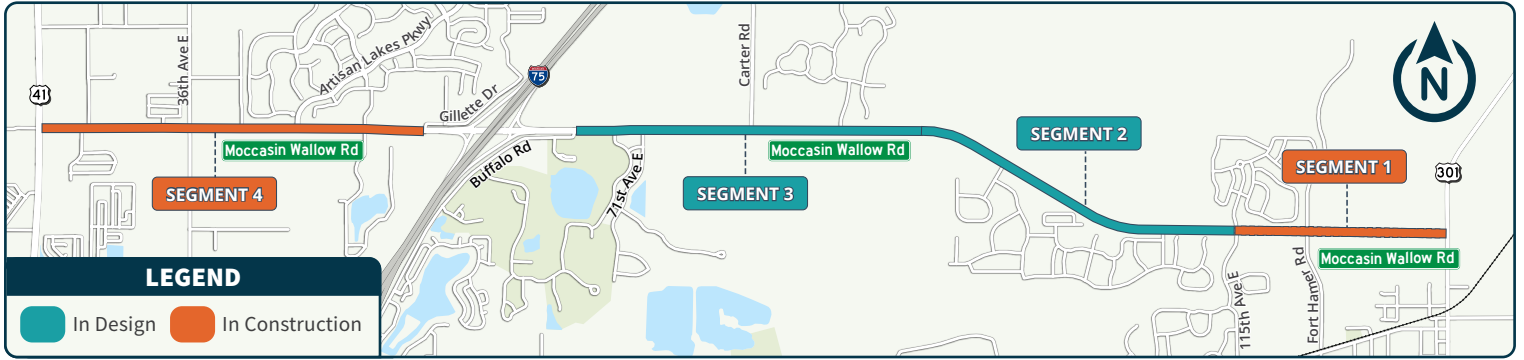 41
36th Ave E
Artisan Lakes Pkwy
Gillette Dr
75
Carter Rd
N
Moccasin Wallow Rd
SEGMENT 4
Buffalo Rd
71st Ave E
Moccasin Wallow Rd
SEGMENT 3
SEGMENT 2
SEGMENT 1
301
Moccasin Wallow Rd
115th Ave E
Fort Hamer Rd
LEGEND
In Design
In Construction